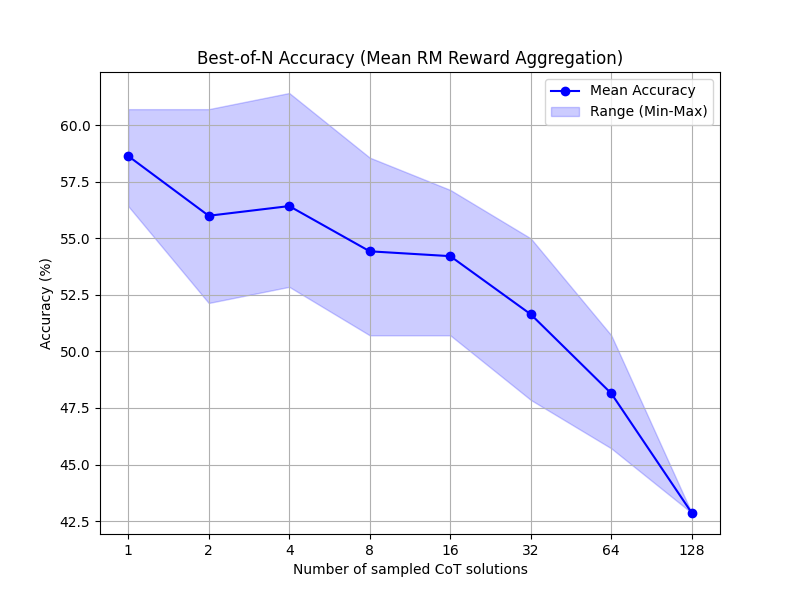 Best-of-N Accuracy (Mean RM Reward Aggregation)
Mean Accuracy
Range (Min-Max)
Accuracy (%)
60.0
57.5
55.0
52.5
50.0
47.5
45.0
42.5
1 2 4 8 16 32 64 128
Number of sampled CoT solutions